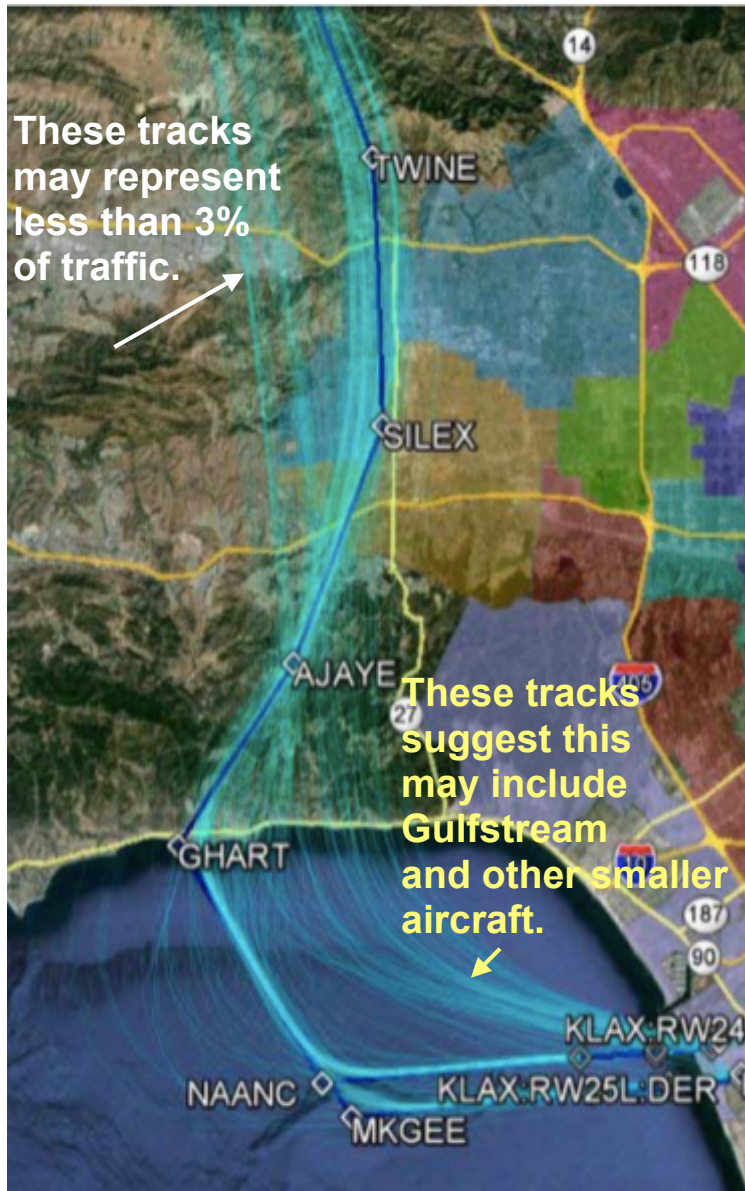 14
These tracks
may represent
less than 3%
of traffic.
TWINE
118
SILEX
AJAYE
These tracks
suggest this
may include
Gulfstream
and other smaller
aircraft.
405
27
GHART
10
187
90
KLAX:RW24
NAANC
KLAX:RW25L:DER
MKGEE